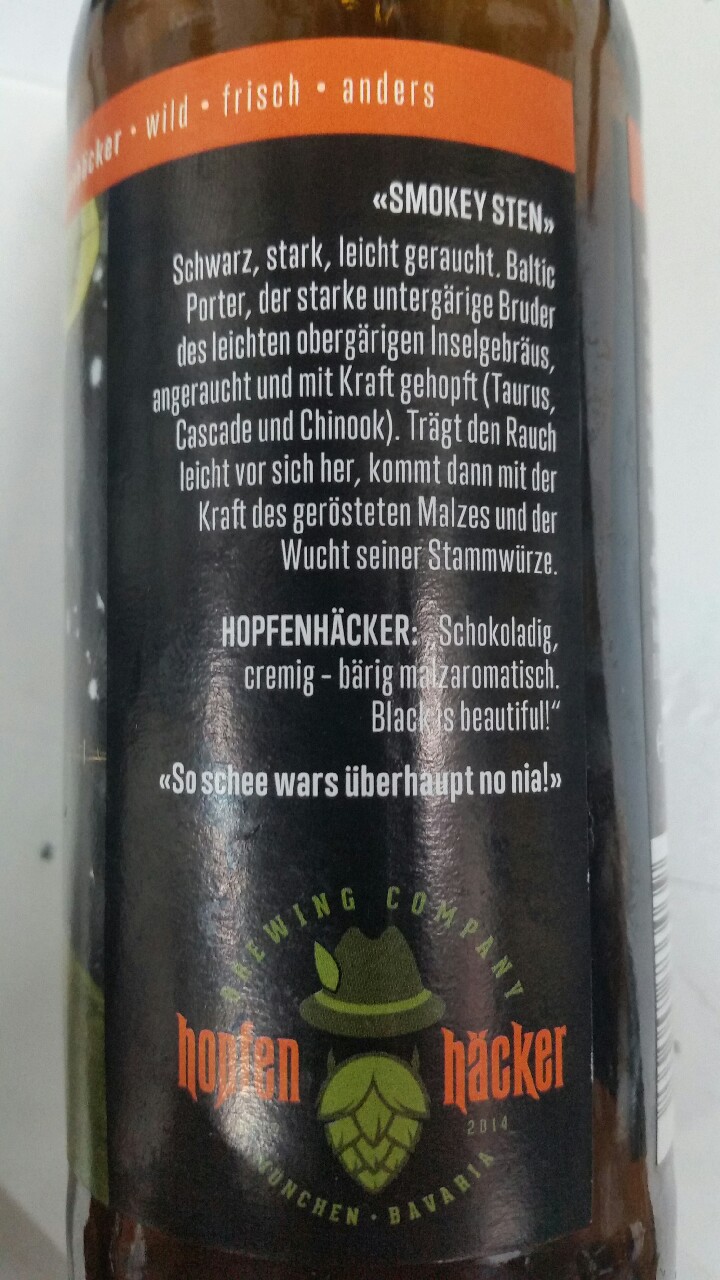 wild • frisch • anders
«SMOKEY STEN»
Schwarz, stark, leicht geraucht. Baltic
Porter, der starke untergärige Bruder
des leichten obergärigen Inselgebräus,
angeraucht und mit Kraft gehopft (Taurus,
Cascade und Chinook). Trägt den Rauch
leicht vor sich her, kommt dann mit der
Kraft des gerösteten Malzes und der
Wucht seiner Stammwürze.
HOPFENHÄCKER: Schokoladig,
cremig - bärig malzaromatisch.
Black is beautiful!“
«So schee wars überhaupt no nia!»
BREWING COMPANY
hopfen häcker
2014
MÜNCHEN • BAVARIA